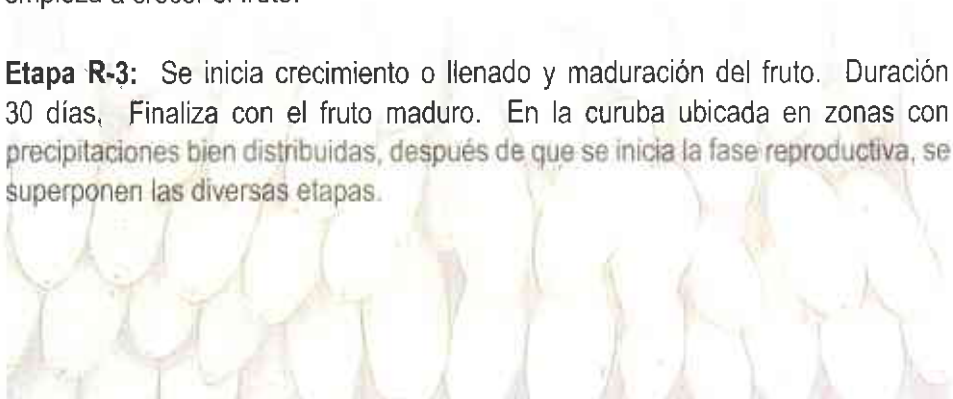 empieza a crecer el fruto.
Etapa R-3: Se inicia crecimiento o llenado y maduración del fruto. Duración
30 días. Finaliza con el fruto maduro. En la curuba ubicada en zonas con
precipitaciones bien distribuidas, después de que se inicia la fase reproductiva, se
superponen las diversas etapas.